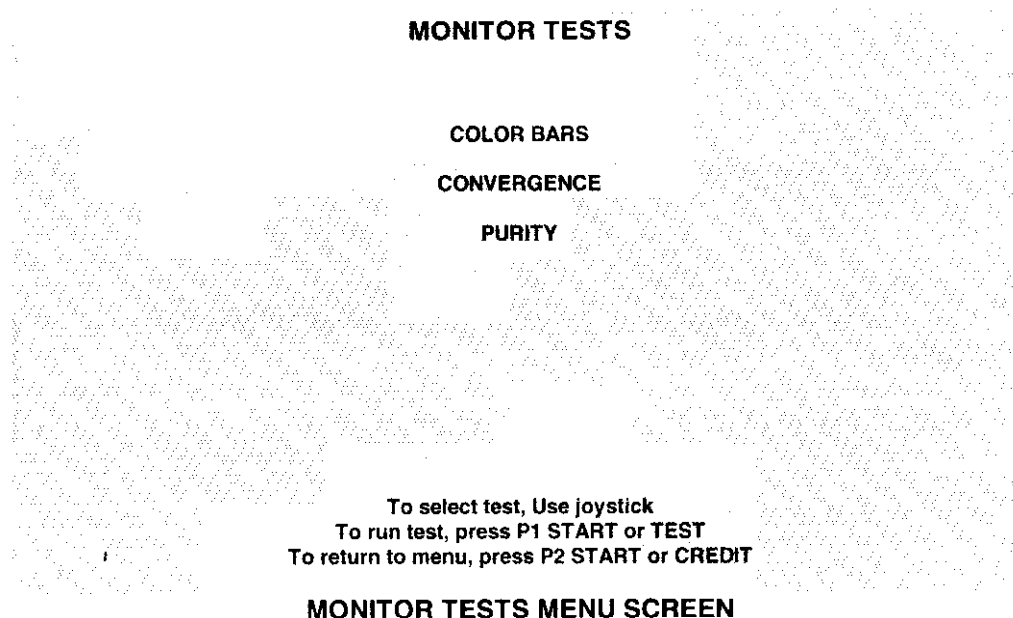 MONITOR TESTS
COLOR BARS
CONVERGENCE
PURITY
To select test, Use joystick
To run test, press P1 START or TEST
To return to menu, press P2 START or CREDIT
MONITOR TESTS MENU SCREEN